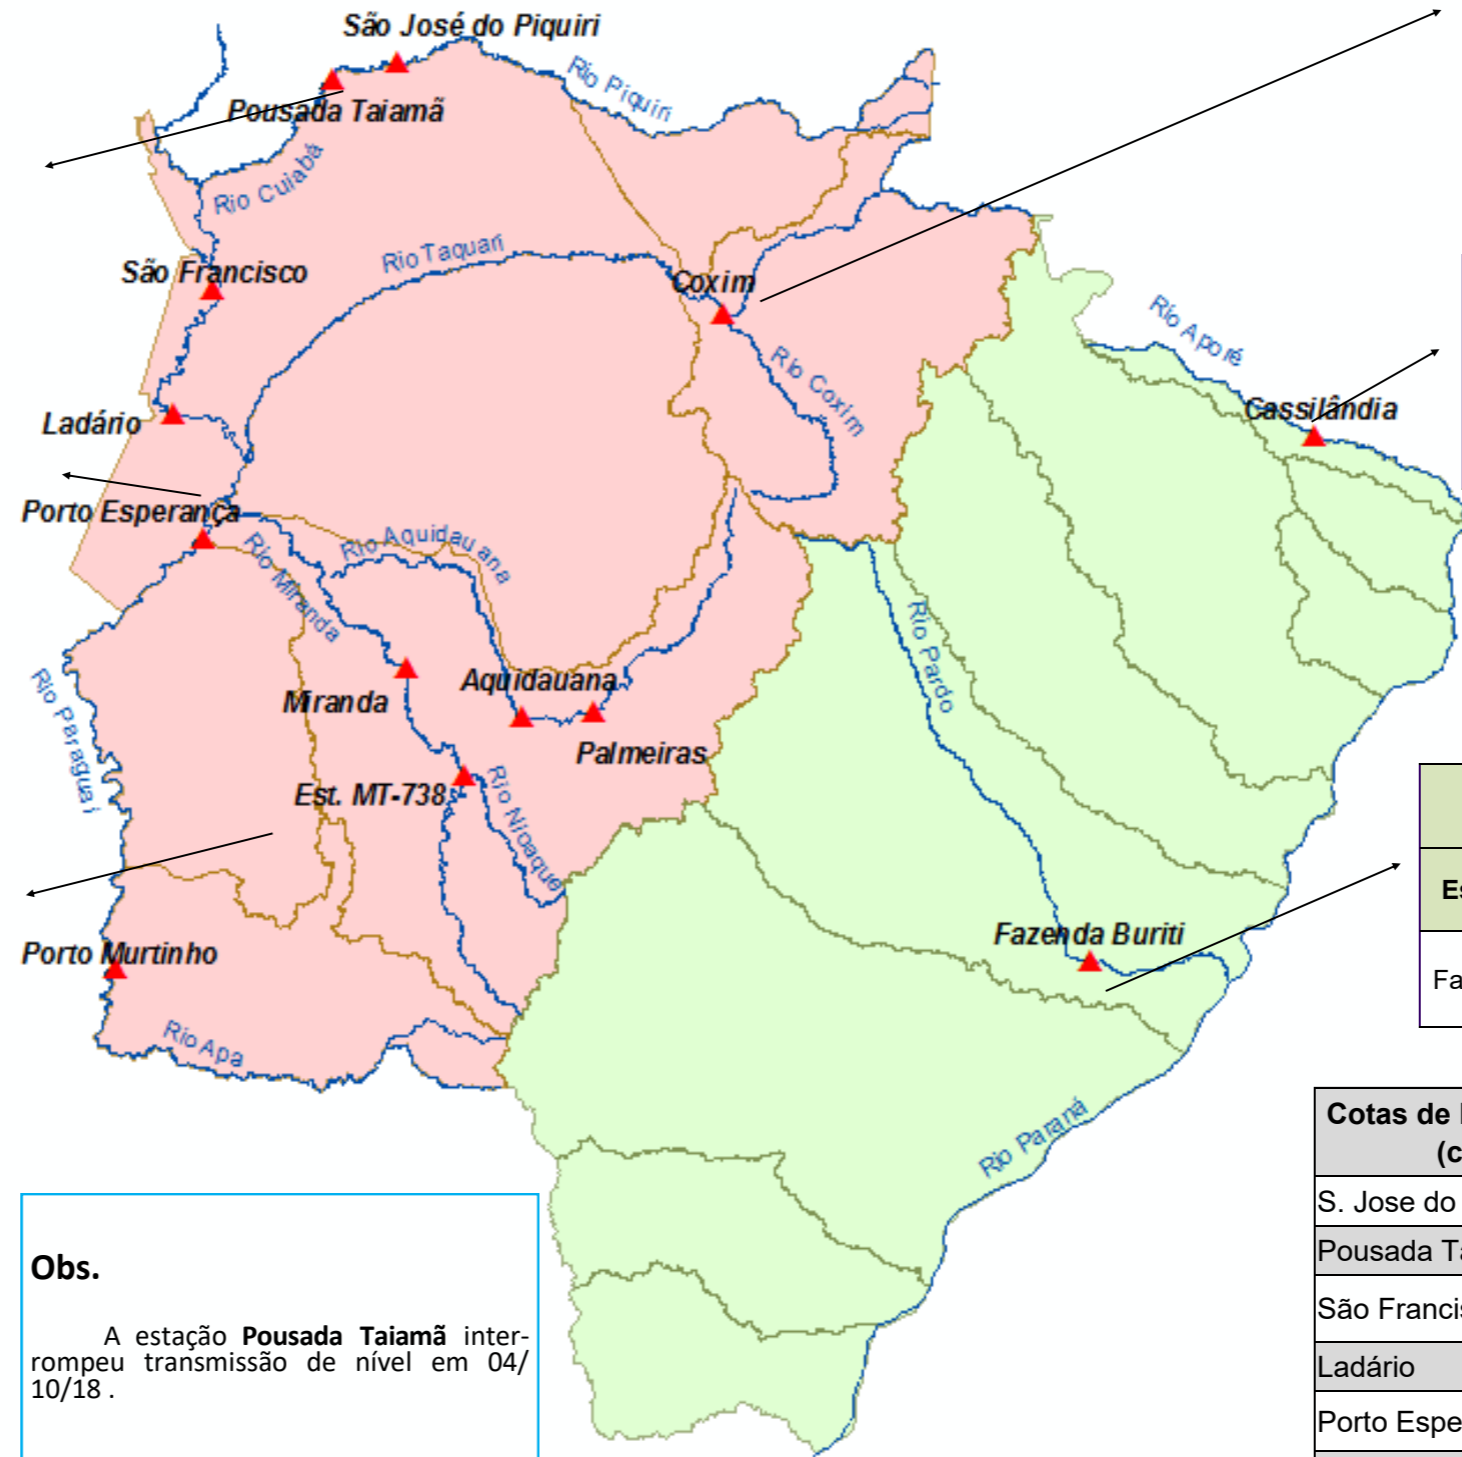 São José do Piquiri
Rio Piquiri
Pousada Taiamã
Rio Cuiabá
Rio Taquari
São Francisco
Coxim
Rio Aporé
Rio Coxim
Cassilândia
Ladário
Porto Esperança
Rio Aquidauana
Rio Miranda
Rio Pardo
Rio Paraguai
Aquidauana
Miranda
Palmeiras
Est. MT-738
Rio Nioaque
Fazenda Buriti
Porto Murtinho
Rio Apa
Rio Paraná
Obs.
A estação Pousada Taiamã inter-
rompeu transmissão de nível em 04/
10/18 .
Es
Fa
Cotas de
(c
S. Jose do
Pousada Ta
São Francis
Ladário
Porto Espe